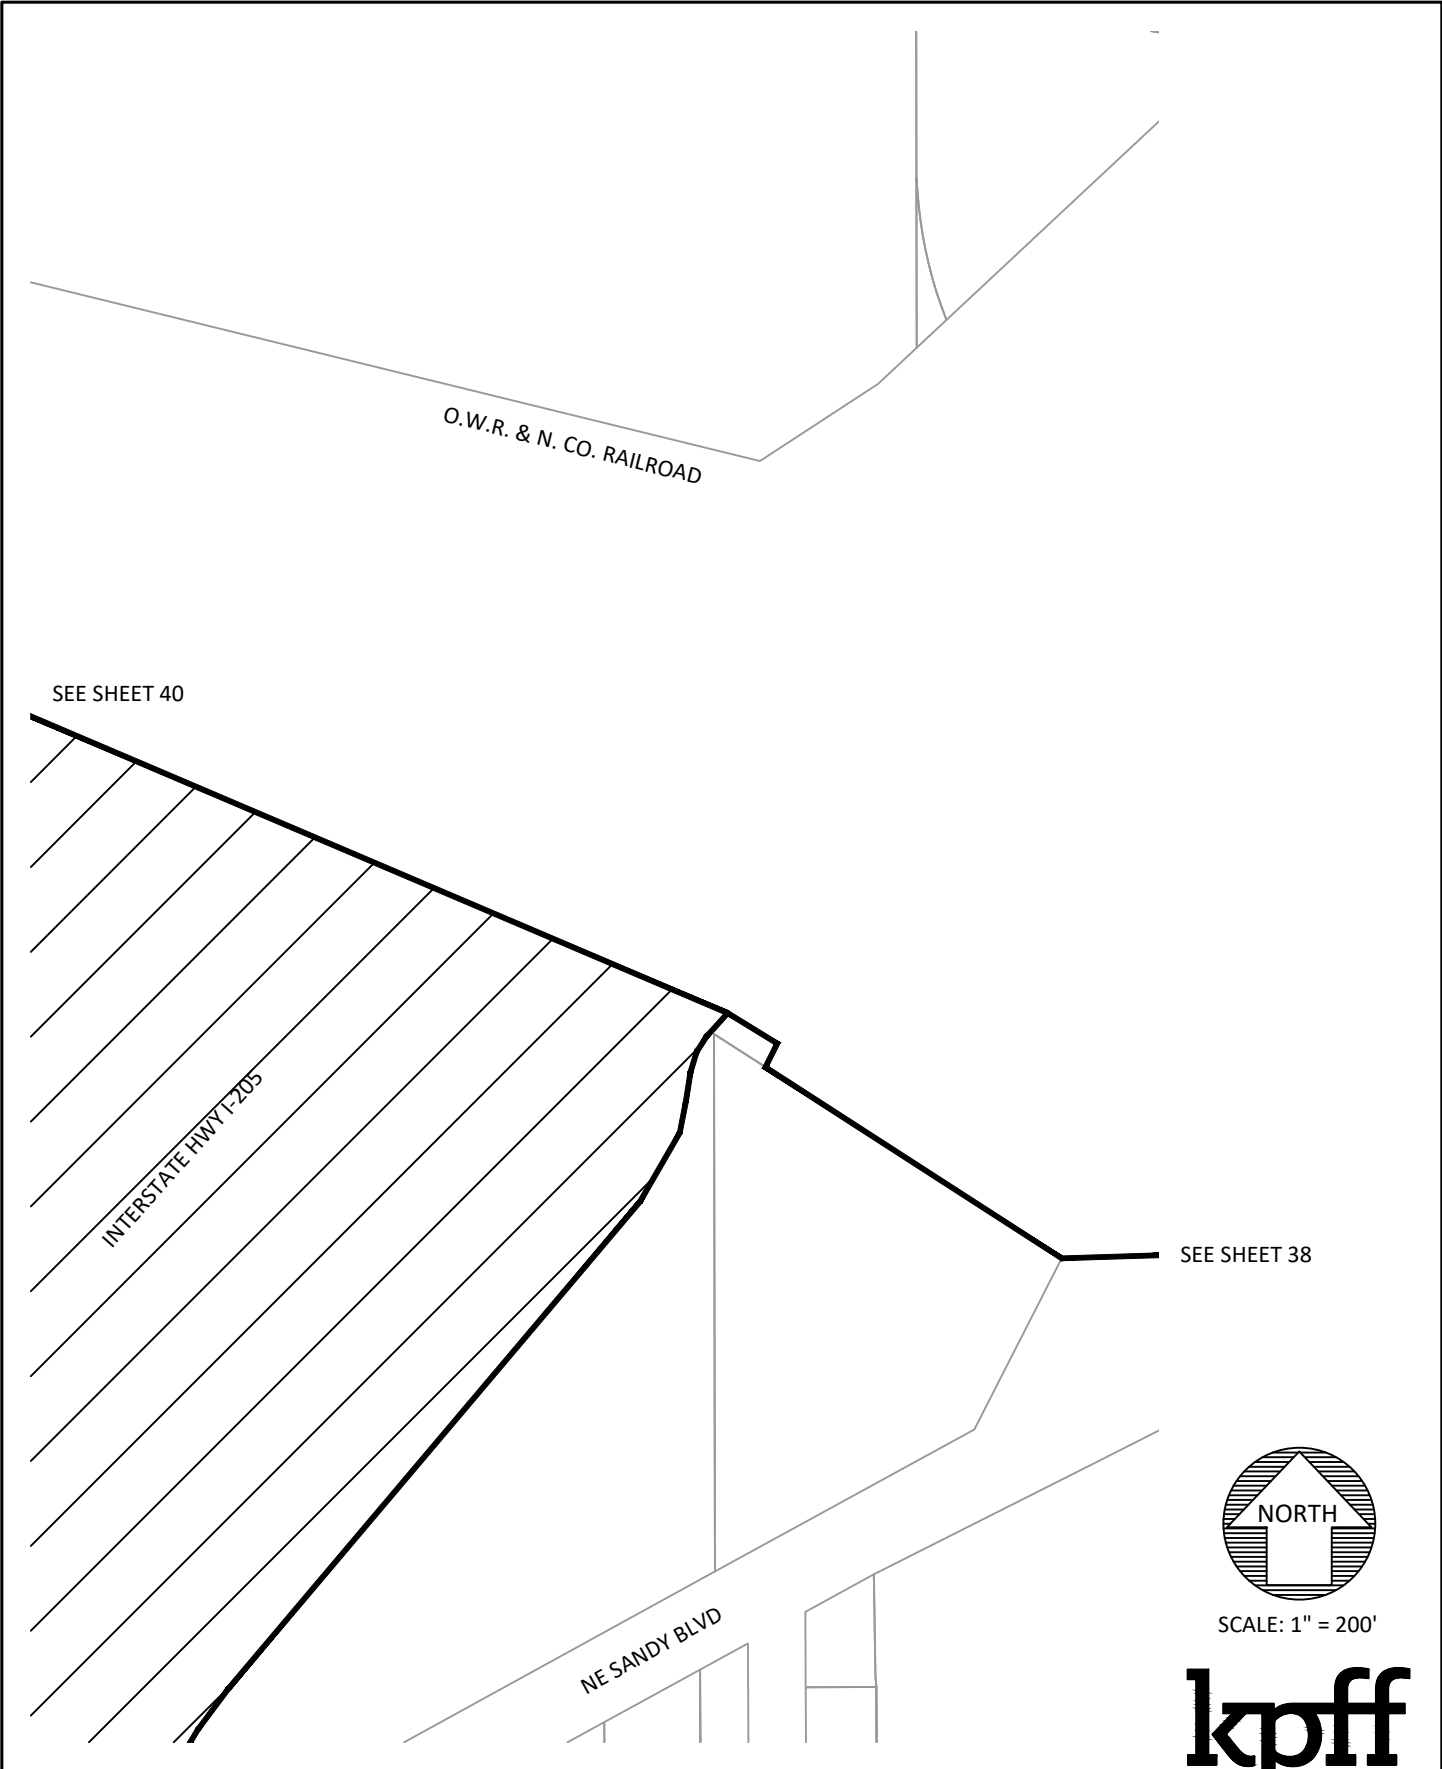 O.W.R. & N. CO. RAILROAD
SEE SHEET 40
INTERSTATE HWY I-205
SEE SHEET 38
NORTH
SCALE: 1" = 200'
NE SANDY BLVD
kpff